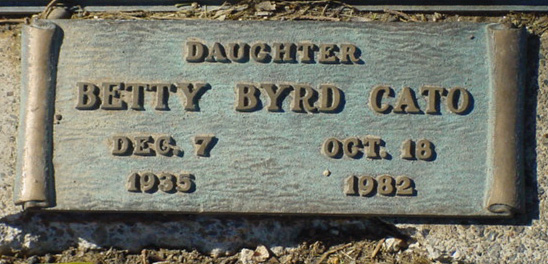 DAUGHTER
BETTY BYRD CATO
DEC. 7 OCT. 18
1935 1982